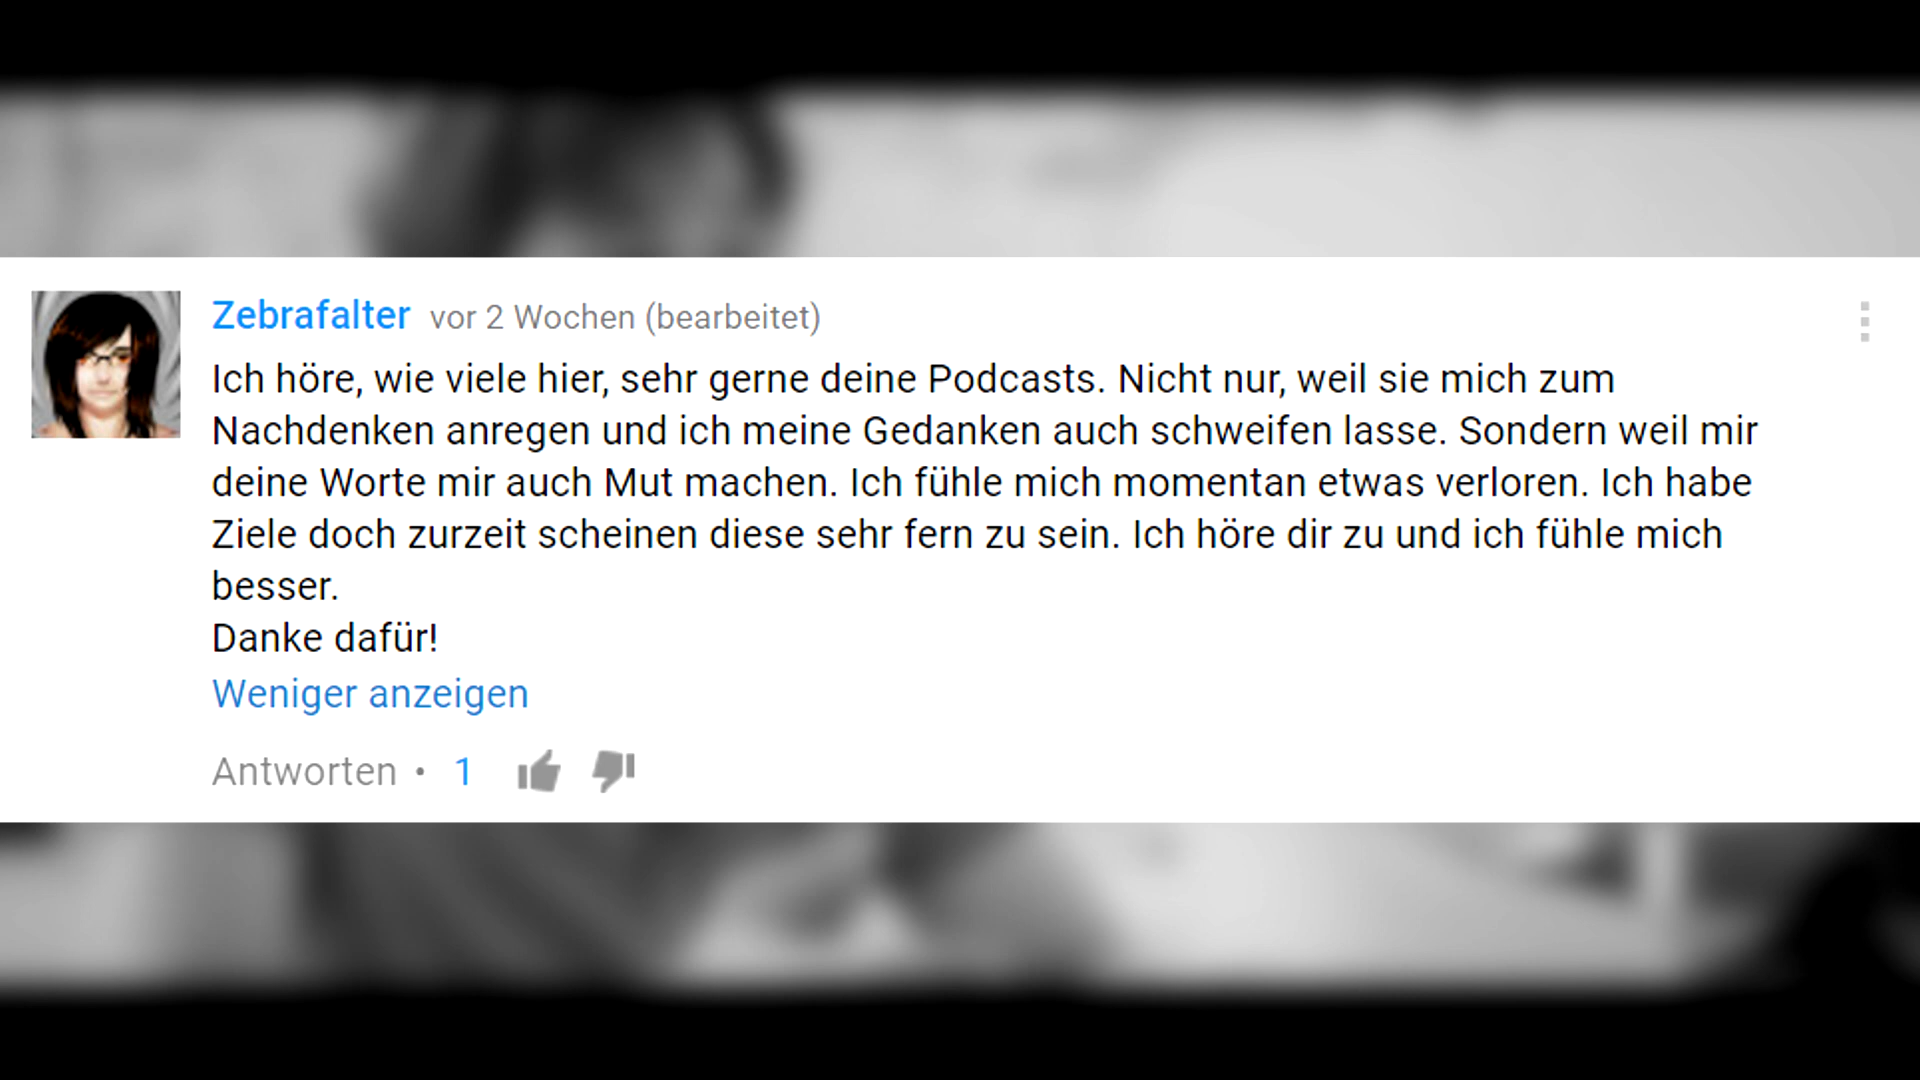 Zebrafalter vor 2 Wochen (bearbeitet)
Ich höre, wie viele hier, sehr gerne deine Podcasts. Nicht nur, weil sie mich zum
Nachdenken anregen und ich meine Gedanken auch schweifen lasse. Sondern weil mir
deine Worte mir auch Mut machen. Ich fühle mich momentan etwas verloren. Ich habe
Ziele doch zurzeit scheinen diese sehr fern zu sein. Ich höre dir zu und ich fühle mich
besser.
Danke dafür!
Weniger anzeigen
Antworten • 1